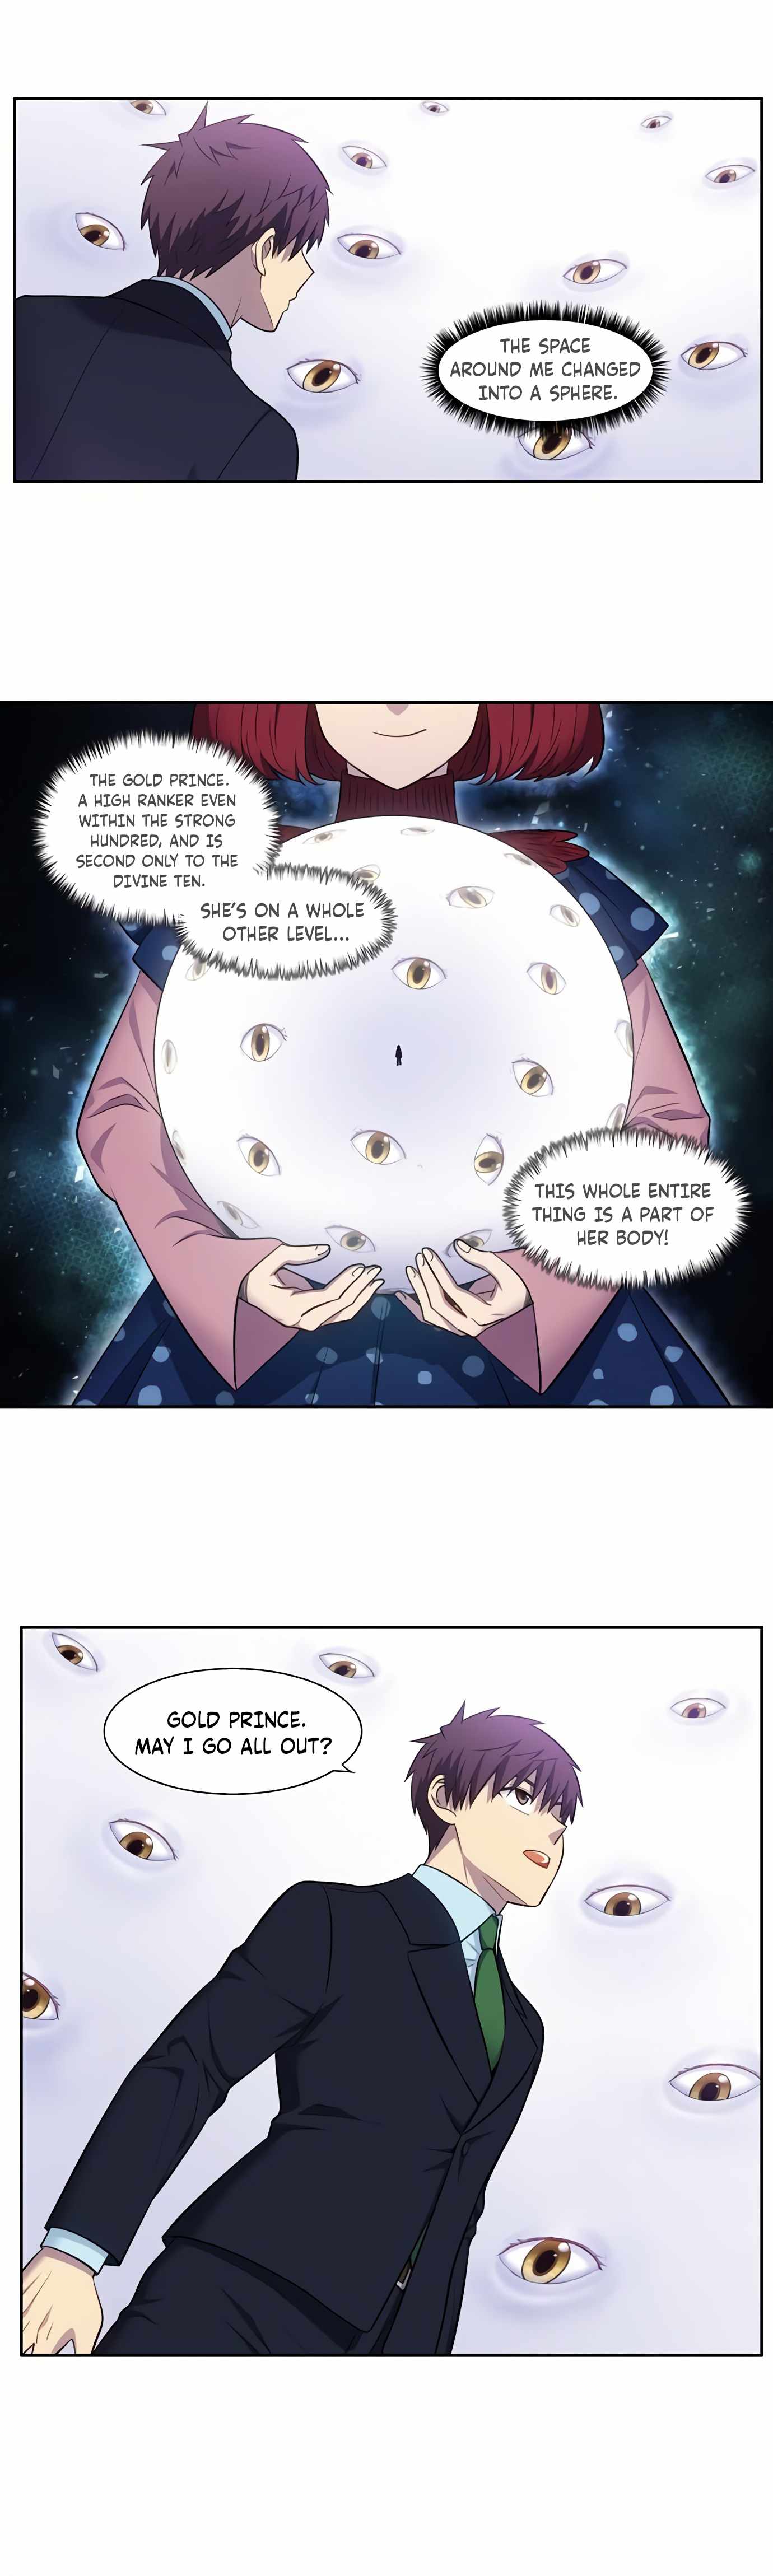 THE SPACE
AROUND ME CHANGED
INTO A SPHERE.
THE GOLD PRINCE.
A HIGH RANKER EVEN
WITHIN THE STRONG
HUNDRED, AND IS
SECOND ONLY TO THE
DIVINE TEN.
SHE'S ON A WHOLE
OTHER LEVEL...
THIS WHOLE ENTIRE
THING IS A PART OF
HER BODY!
GOLD PRINCE.
MAY I GO ALL OUT?